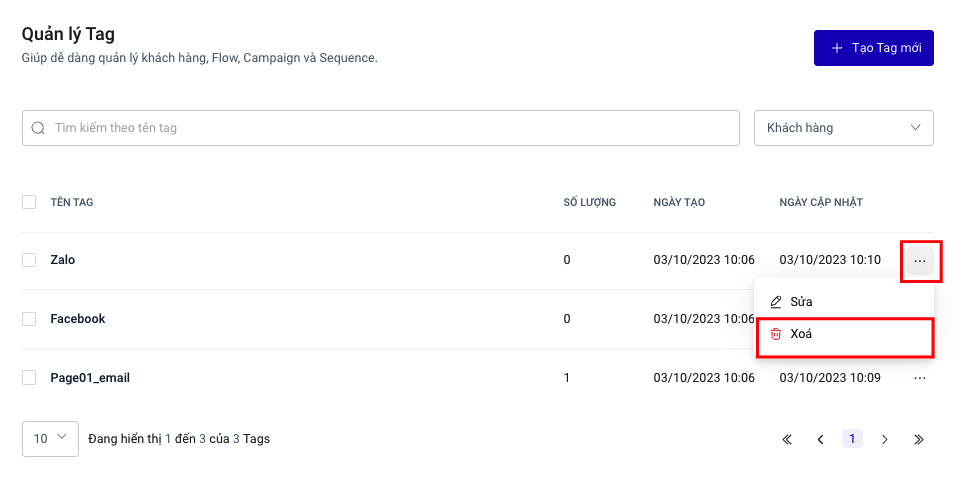 Quản lý Tag
Giúp dễ dàng quản lý khách hàng, Flow, Campaign và Sequence.
Tạo Tag mới
Tìm kiếm theo tên tag
Khách hàng
TÊN TAG SỐ LƯỢNG NGÀY TẠO NGÀY CẬP NHẬT
Zalo 0 03/10/2023 10:06 03/10/2023 10:10 ...
Sửa
Facebook 0 03/10/2023 10:06
Xoá
Page01_email 1 03/10/2023 10:06 03/10/2023 10:09 ...
10 Đang hiển thị 1 đến 3 của 3 Tags « ‹ 1 › »